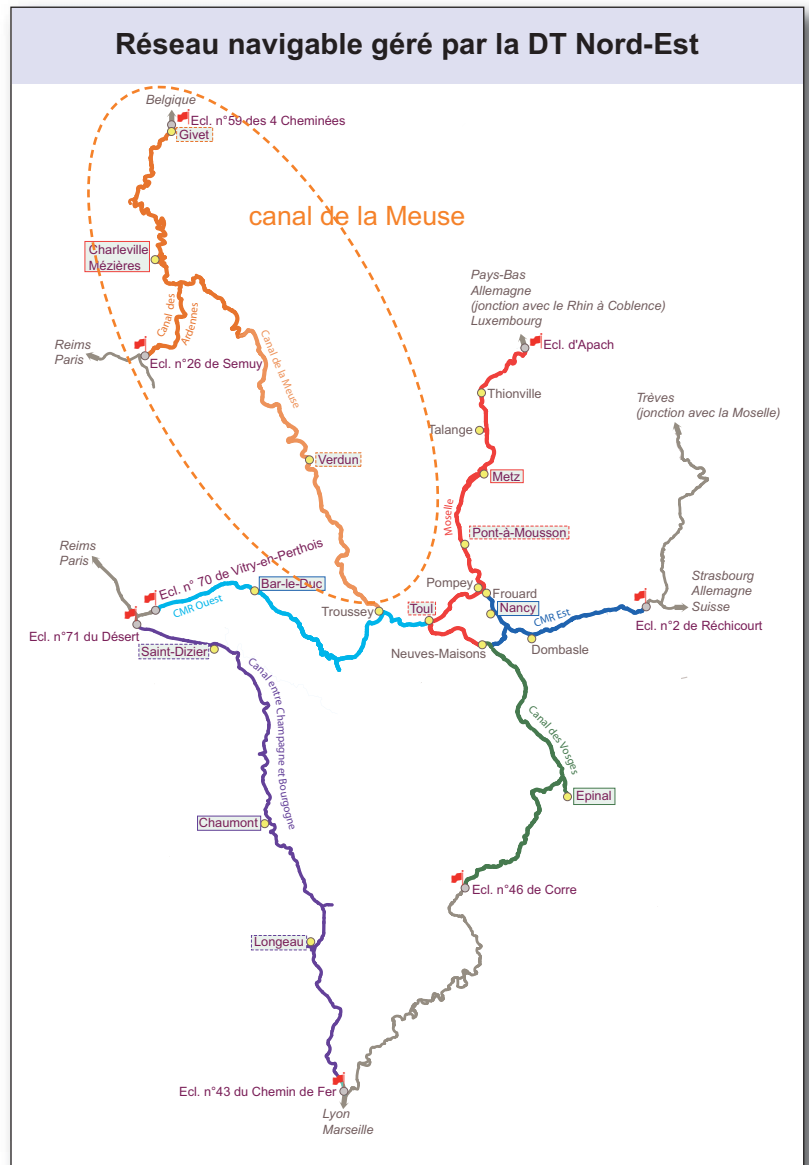 Réseau navigable géré par la DT Nord-Est
Belgique
Ecl. n°59 des 4 Cheminées
Givet
canal de la Meuse
Charleville
Mézières
Canal des
Ardennes
Reims
Paris
Ecl. n°26 de Semuy
Canal de la Meuse
Verdun
Pays-Bas
Allemagne
(jonction avec le Rhin à Coblence)
Luxembourg
Ecl. d'Apach
Thionville
Talange
Metz
Moselle
Pont-à-Mousson
Trèves
(jonction avec la Moselle)
Reims
Paris
Ecl. n° 70 de Vitry-en-Perthois
Bar-le-Duc
CMR Ouest
Ecl. n°71 du Désert
Troussey
Toul
Pompey
Frouard
Nancy
CMR Est
Strasbourg
Allemagne
Suisse
Ecl. n°2 de Réchicourt
Neuves-Maisons
Dombasle
Saint-Dizier
Canal entre Champagne et Bourgogne
Chaumont
Longeau
Canal des Vosges
Epinal
Ecl. n°46 de Corre
Ecl. n°43 du Chemin de Fer
Lyon
Marseille